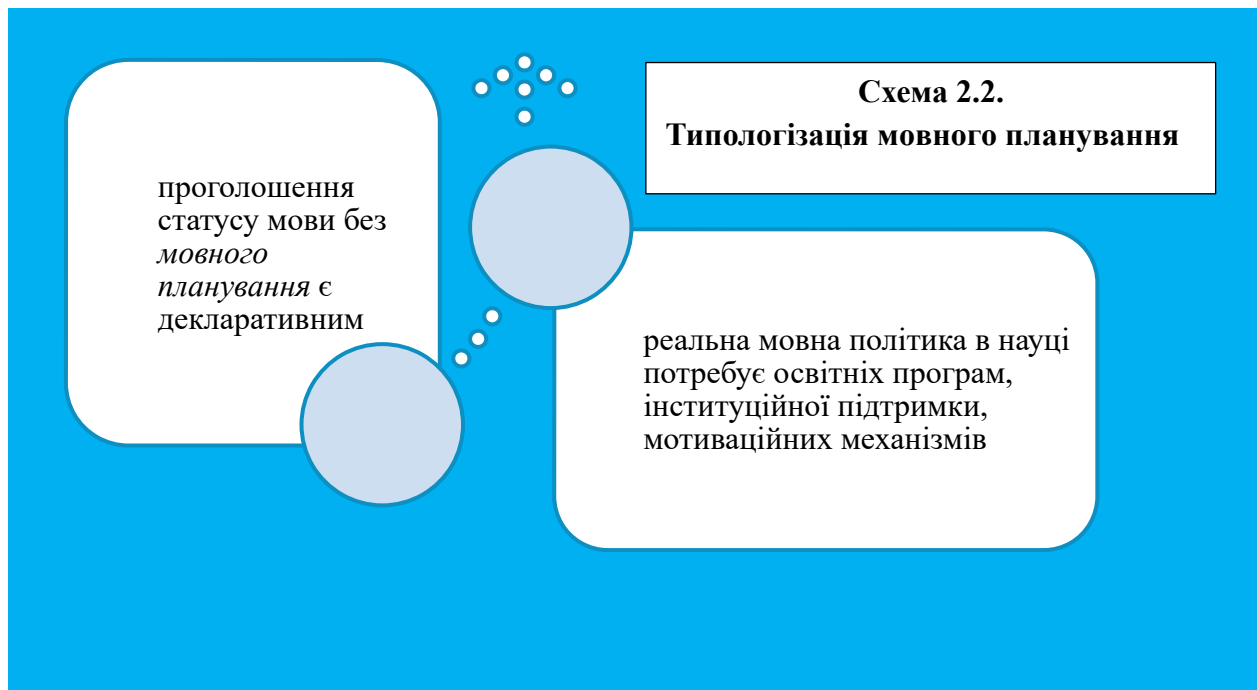 Схема 2.2.
Типологізація мовного планування
проголошення
статусу мови без
мовного
планування є
декларативним
реальна мовна політика в науці
потребує освітніх програм,
інституційної підтримки,
мотиваційних механізмів